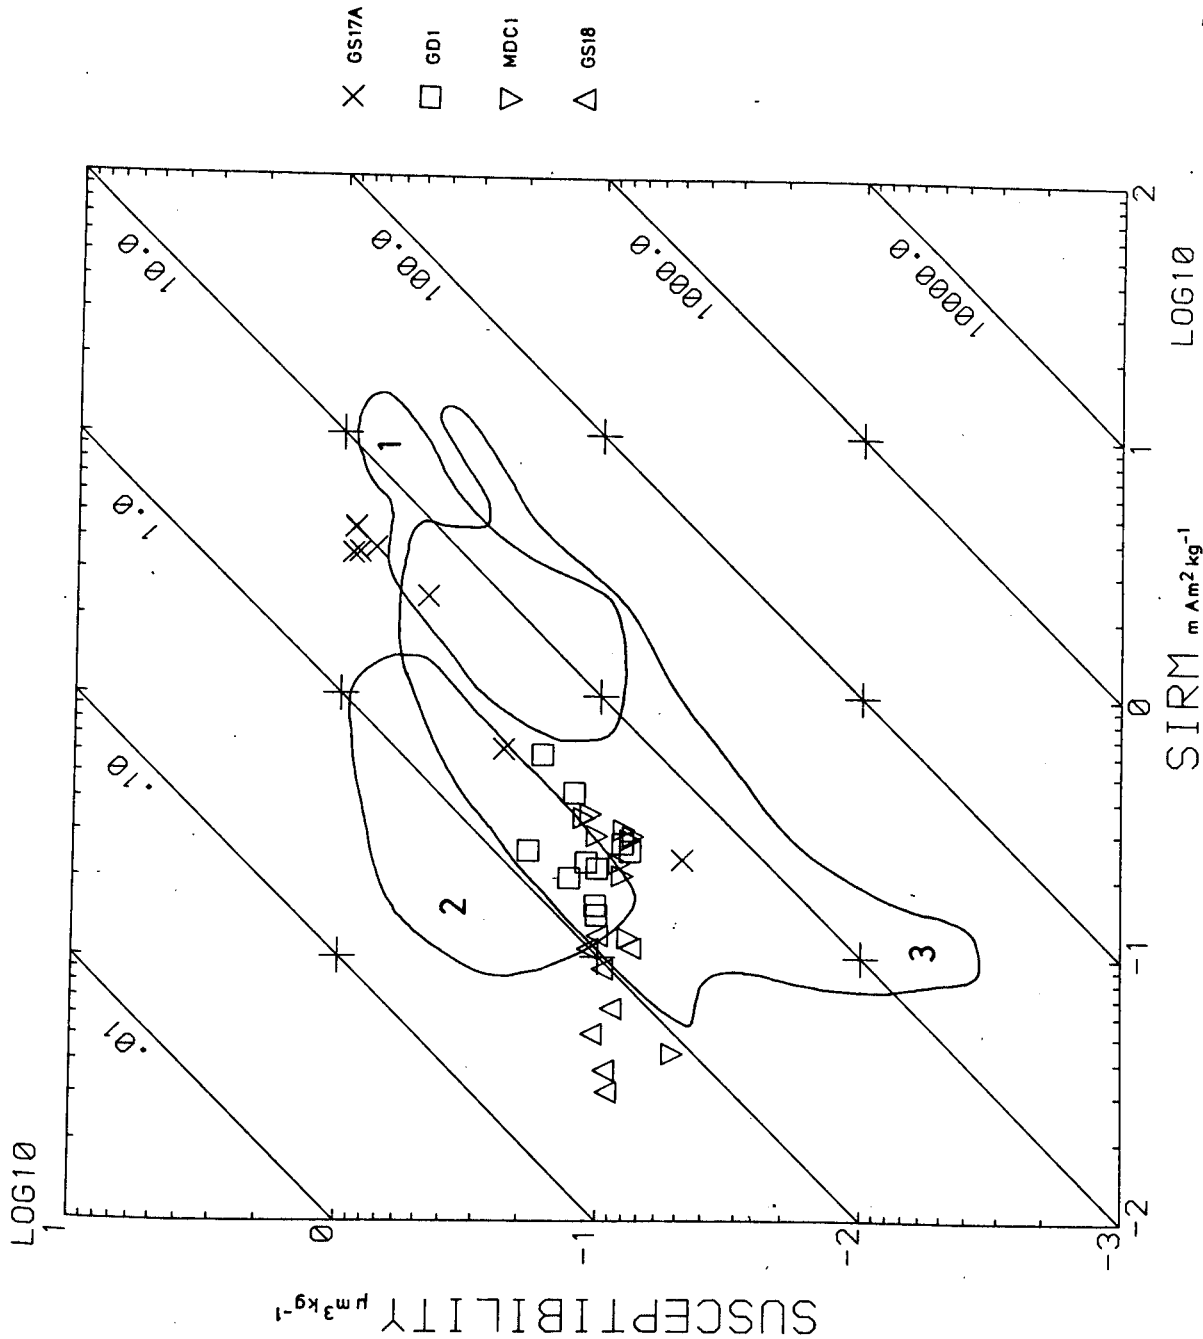 LOG10
1
0
-1
-2
-3
SUSCEPTIBILITY μm³kg⁻¹
.01
.10
1.0
10.0
100.0
1000.0
10000.0
1
2
3
-2
-1
0
1
2
LOG10
SIRM mAm²kg⁻¹
GS17A
GD1
MDC1
GS18